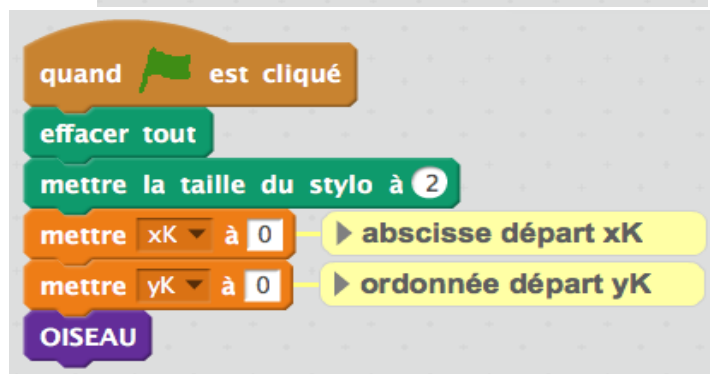 quand est cliqué
effacer tout
mettre la taille du stylo à 2
mettre xK à 0 abscisse départ xK
mettre yK à 0 ordonnée départ yK
OISEAU